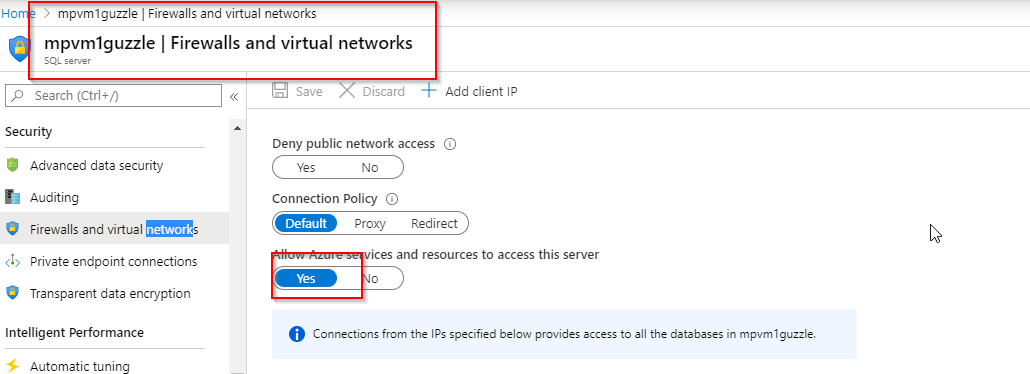 Home > mpvm1guzzle | Firewalls and virtual networks
mpvm1guzzle | Firewalls and virtual networks
SQL server
Search (Ctrl+/)
«
Save Discard Add client IP
Security
Advanced data security
Auditing
Firewalls and virtual networks
Private endpoint connections
Transparent data encryption
Intelligent Performance
Automatic tuning
Deny public network access
Yes No
Connection Policy
Default Proxy Redirect
Allow Azure services and resources to access this server
Yes No
Connections from the IPs specified below provides access to all the databases in mpvm1guzzle.